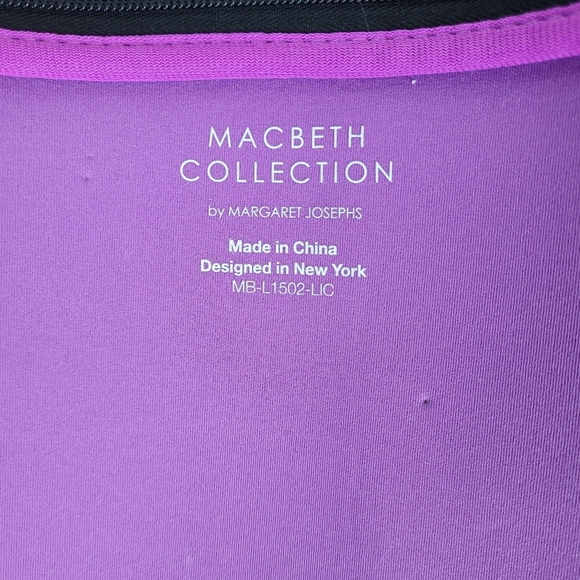 MACBETH
COLLECTION
by MARGARET JOSEPHS
Made in China
Designed in New York
MB-L1502-LIC